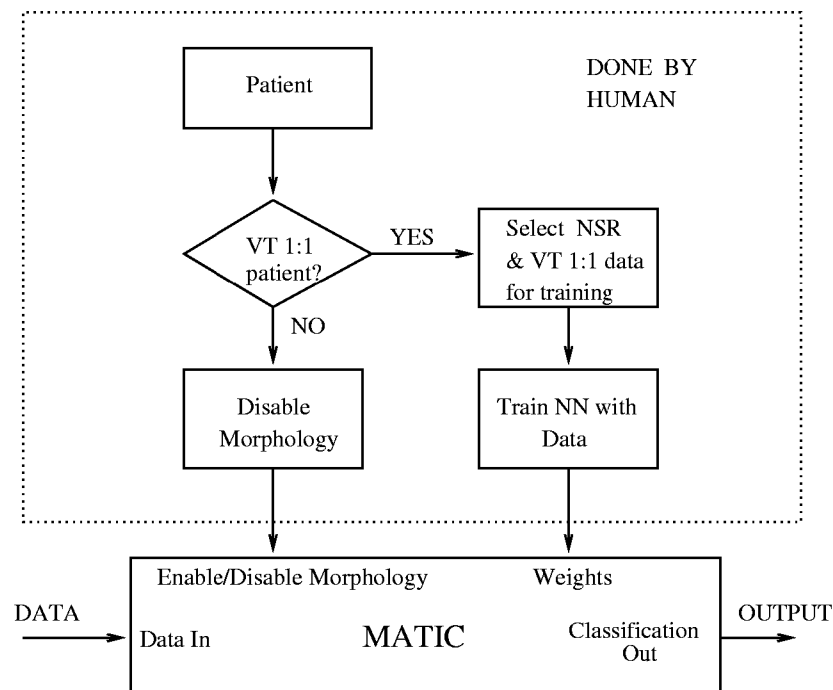 Patient
DONE BY
HUMAN
VT 1:1
patient?
YES
Select NSR
& VT 1:1 data
for training
NO
Disable
Morphology
Train NN with
Data
Enable/Disable Morphology
Weights
DATA
Data In
MATIC
Classification
Out
OUTPUT